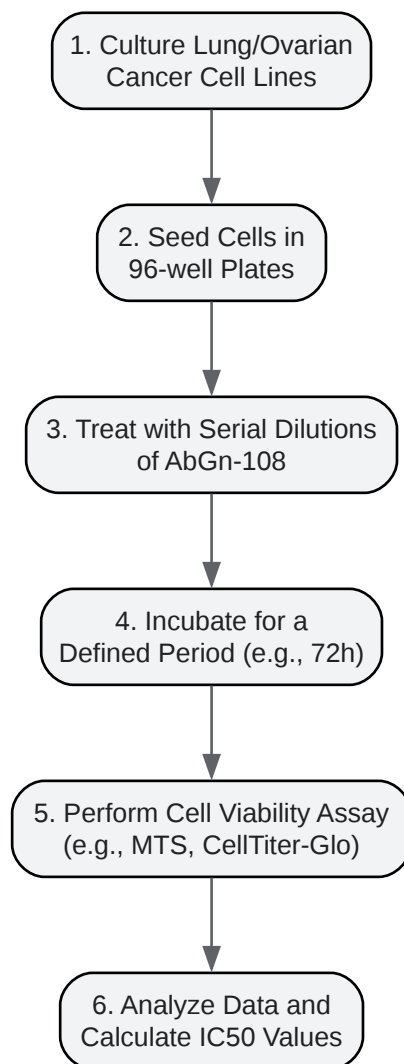 1. Culture Lung/Ovarian
Cancer Cell Lines
2. Seed Cells in
96-well Plates
3. Treat with Serial Dilutions
of AbGn-108
4. Incubate for a
Defined Period (e.g., 72h)
5. Perform Cell Viability Assay
(e.g., MTS, CellTiter-Glo)
6. Analyze Data and
Calculate IC50 Values